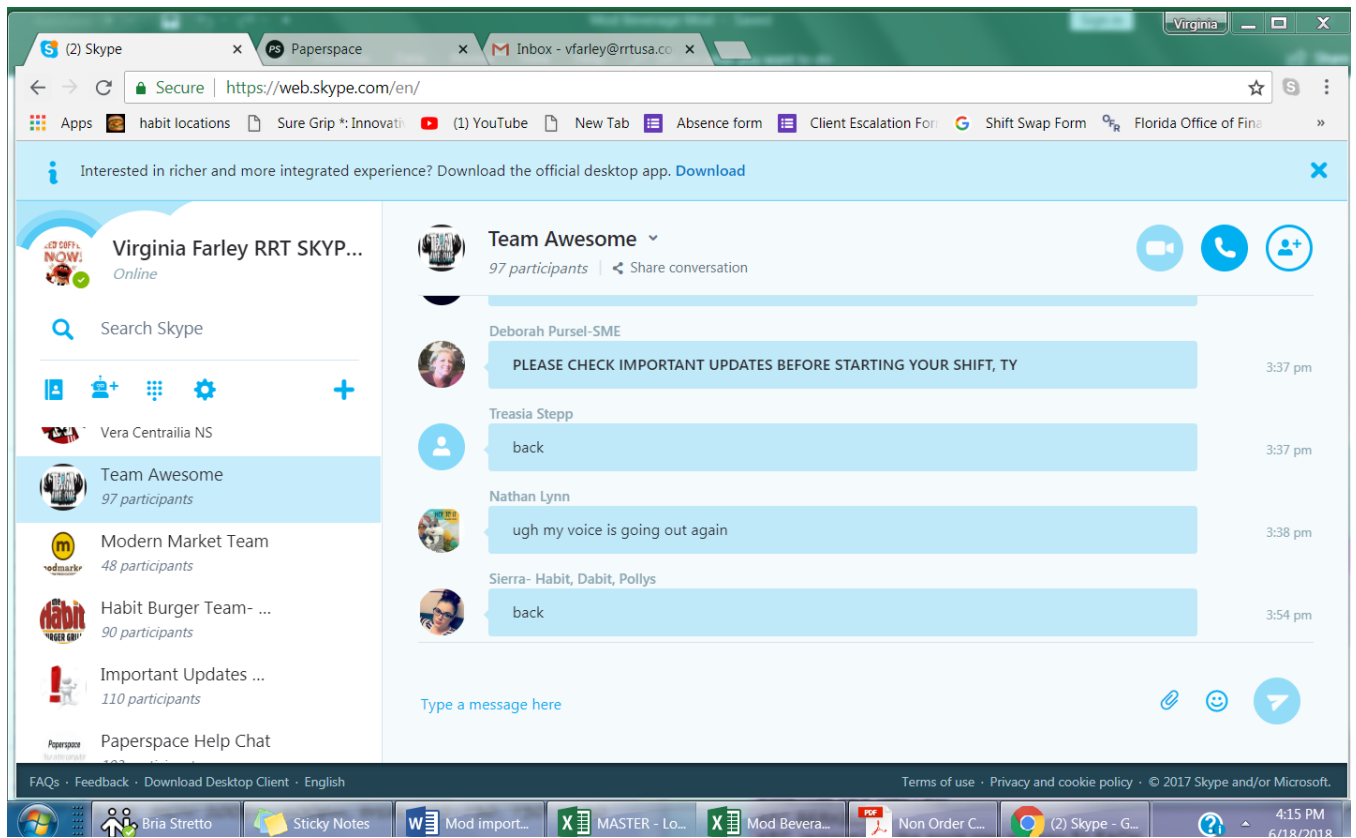 Virginia
(2) Skype
Paperspace
Inbox - vfarley@rrtusa.co
Secure | https://web.skype.com/en/
Apps habit locations Sure Grip *: Innovati (1) YouTube New Tab Absence form Client Escalation For Shift Swap Form Florida Office of Fina »
Interested in richer and more integrated experience? Download the official desktop app. Download
Virginia Farley RRT SKYP...
Online
Search Skype
Vera Centrailia NS
Team Awesome
97 participants
Modern Market Team
48 participants
Habit Burger Team- ...
90 participants
Important Updates ...
110 participants
Paperspace Help Chat
Team Awesome
97 participants | Share conversation
Deborah Pursel-SME
PLEASE CHECK IMPORTANT UPDATES BEFORE STARTING YOUR SHIFT, TY
3:37 pm
Treasia Stepp
back
3:37 pm
Nathan Lynn
ugh my voice is going out again
3:38 pm
Sierra- Habit, Dabit, Pollys
back
3:54 pm
Type a message here
FAQs · Feedback · Download Desktop Client · English
Terms of use · Privacy and cookie policy · © 2017 Skype and/or Microsoft.
Bria Stretto
Sticky Notes
Mod import...
MASTER - Lo...
Mod Bevera...
Non Order C...
(2) Skype - G...
4:15 PM
6/18/2018